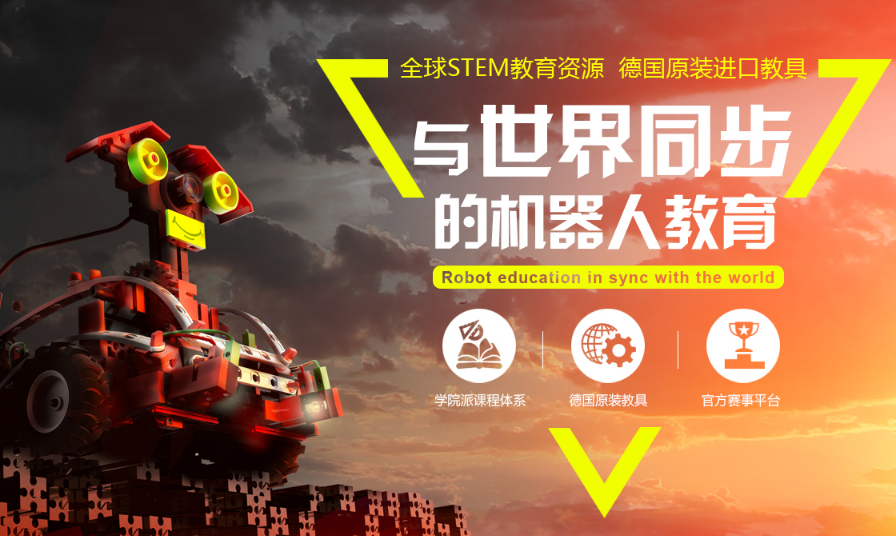 全球STEM教育资源 德国原装进口教具
与世界同步
的机器人教育
Robot education in sync with the world
学院派课程体系 德国原装教具 官方赛事平台